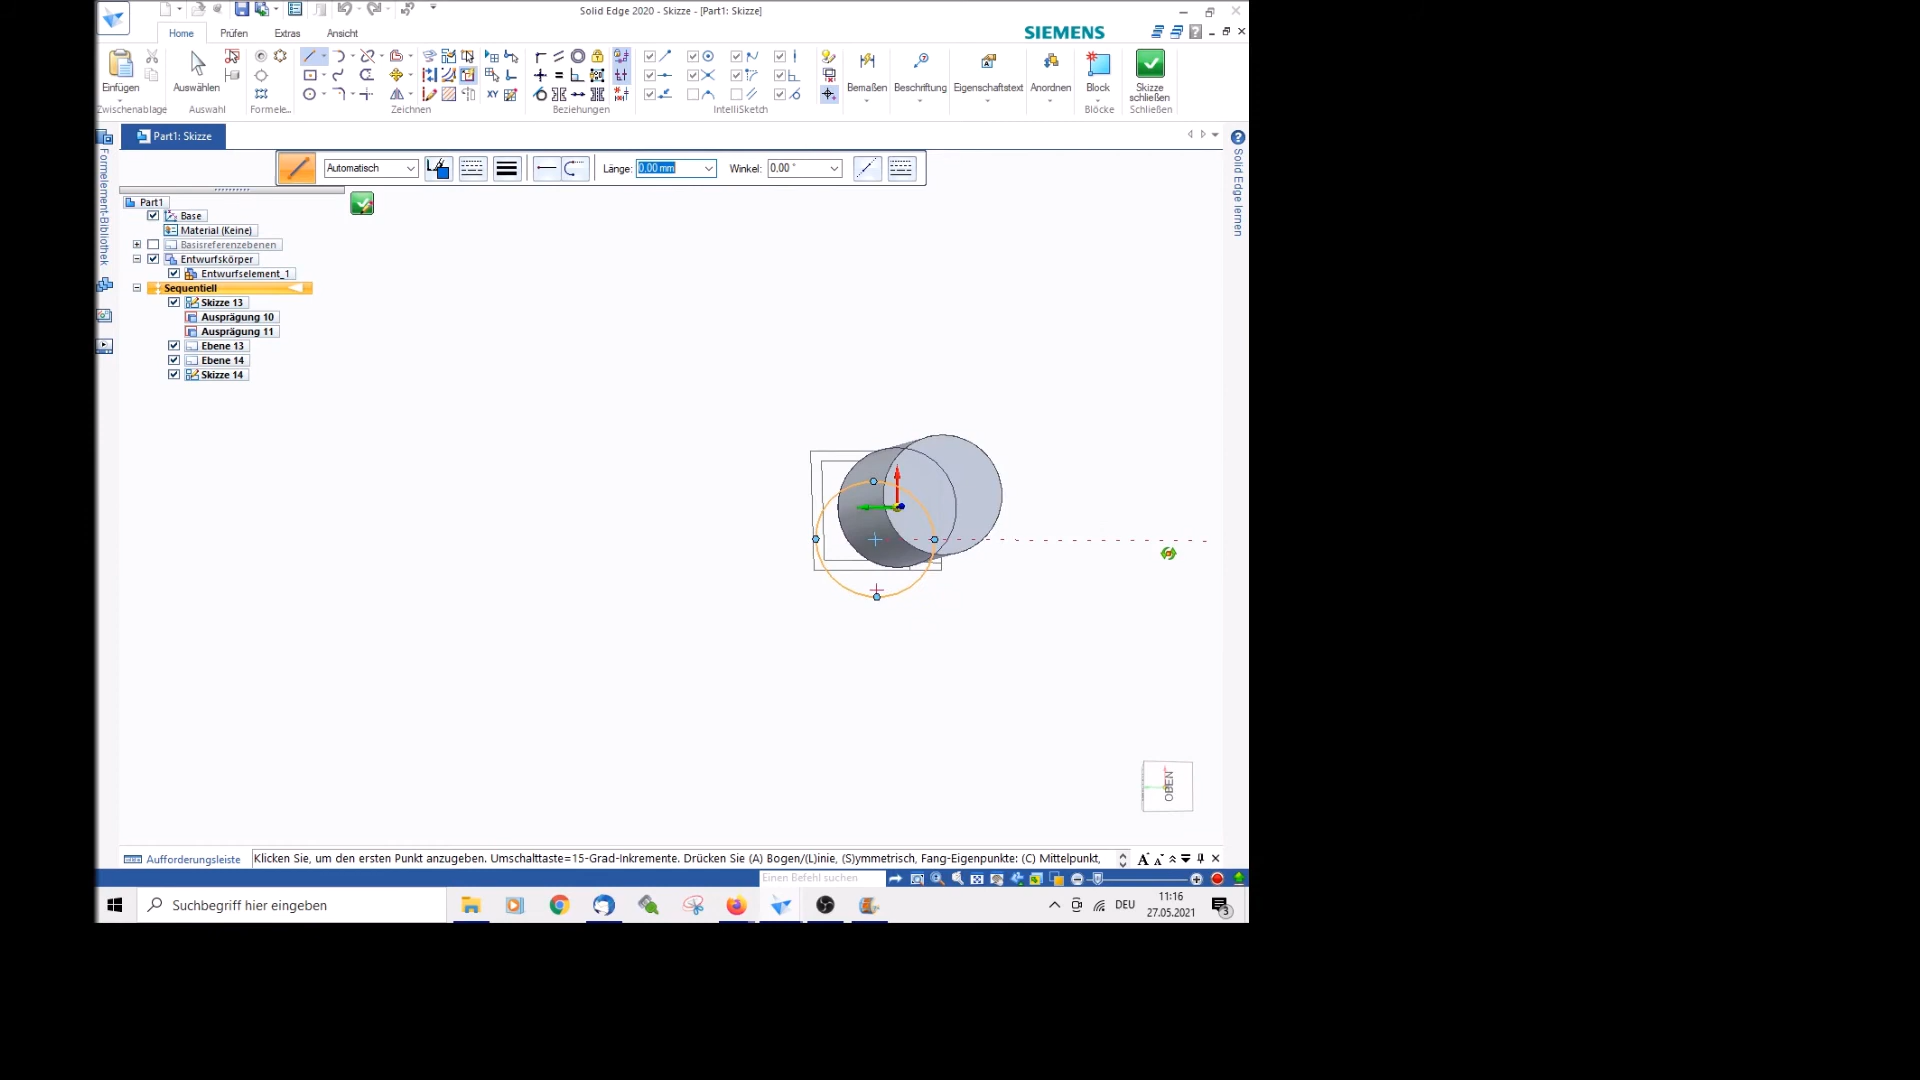 Solid Edge 2020 - Skizze - [Part1: Skizze]
Home Prüfen Extras Ansicht
SIEMENS
Einfügen
Auswählen
XY
Bemaßen
Beschriftung
Eigenschaftstext
Anordnen
Block
Skizze schließen
Zwischenablage
Auswahl
Formele...
Zeichnen
Beziehungen
IntelliSketch
Blöcke
Schließen
Part1: Skizze
Automatisch
Länge: 0,00 mm
Winkel: 0,00 °
Formelement-Bibliothek
Solid Edge lernen
Part1
Base
Material (Keine)
Basisreferenzebenen
Entwurfskörper
Entwurfselement_1
Sequentiell
Skizze 13
Ausprägung 10
Ausprägung 11
Ebene 13
Ebene 14
Skizze 14
OBEN
Aufforderungsleiste
Klicken Sie, um den ersten Punkt anzugeben. Umschalttaste=15-Grad-Inkremente. Drücken Sie (A) Bogen/(L)inie, (S)ymmetrisch, Fang-Eigenpunkte: (C) Mittelpunkt,
Einen Befehl suchen
Suchbegriff hier eingeben
DEU
11:16
27.05.2021
3